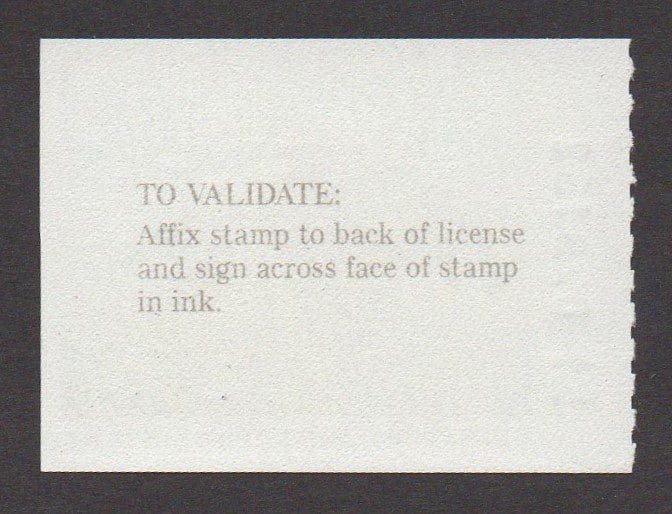 TO VALIDATE:
Affix stamp to back of license
and sign across face of stamp
in ink.